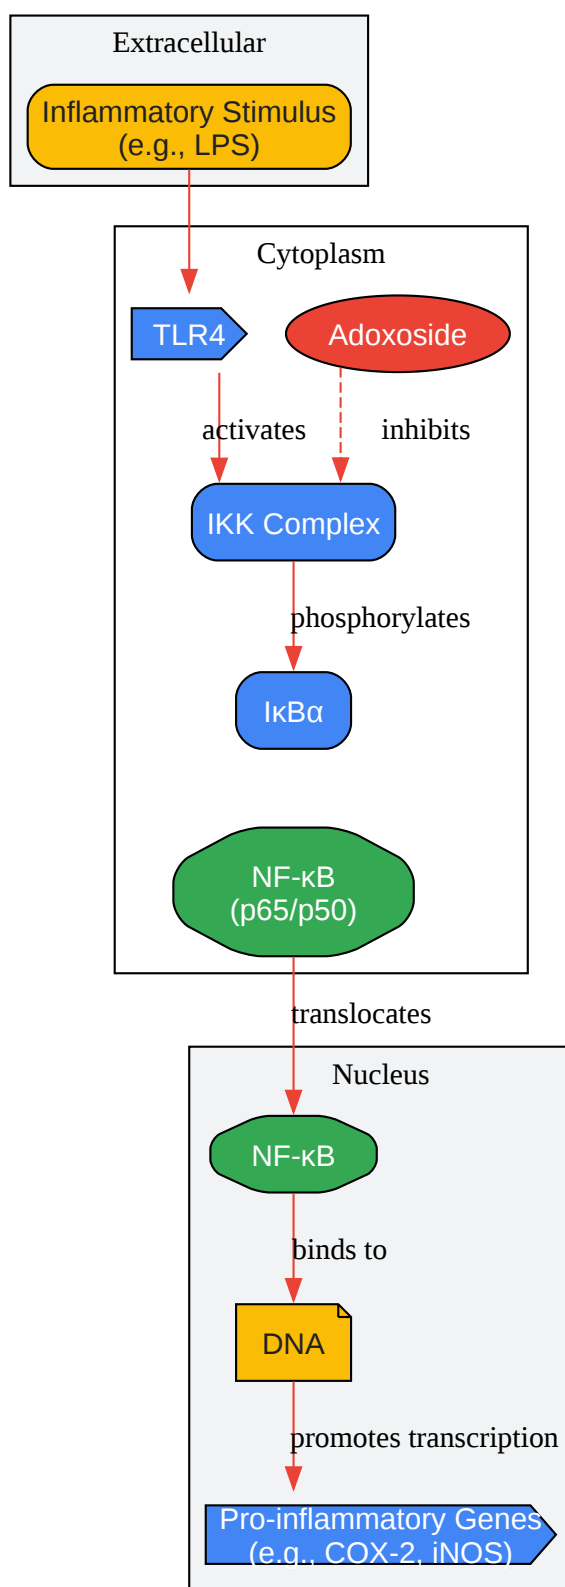 Extracellular
Inflammatory Stimulus
(e.g., LPS)
Cytoplasm
TLR4
Adoxoside
activates
inhibits
IKK Complex
phosphorylates
IκBα
NF-κB
(p65/p50)
translocates
Nucleus
NF-κB
binds to
DNA
promotes transcription
Pro-inflammatory Genes
(e.g., COX-2, iNOS)